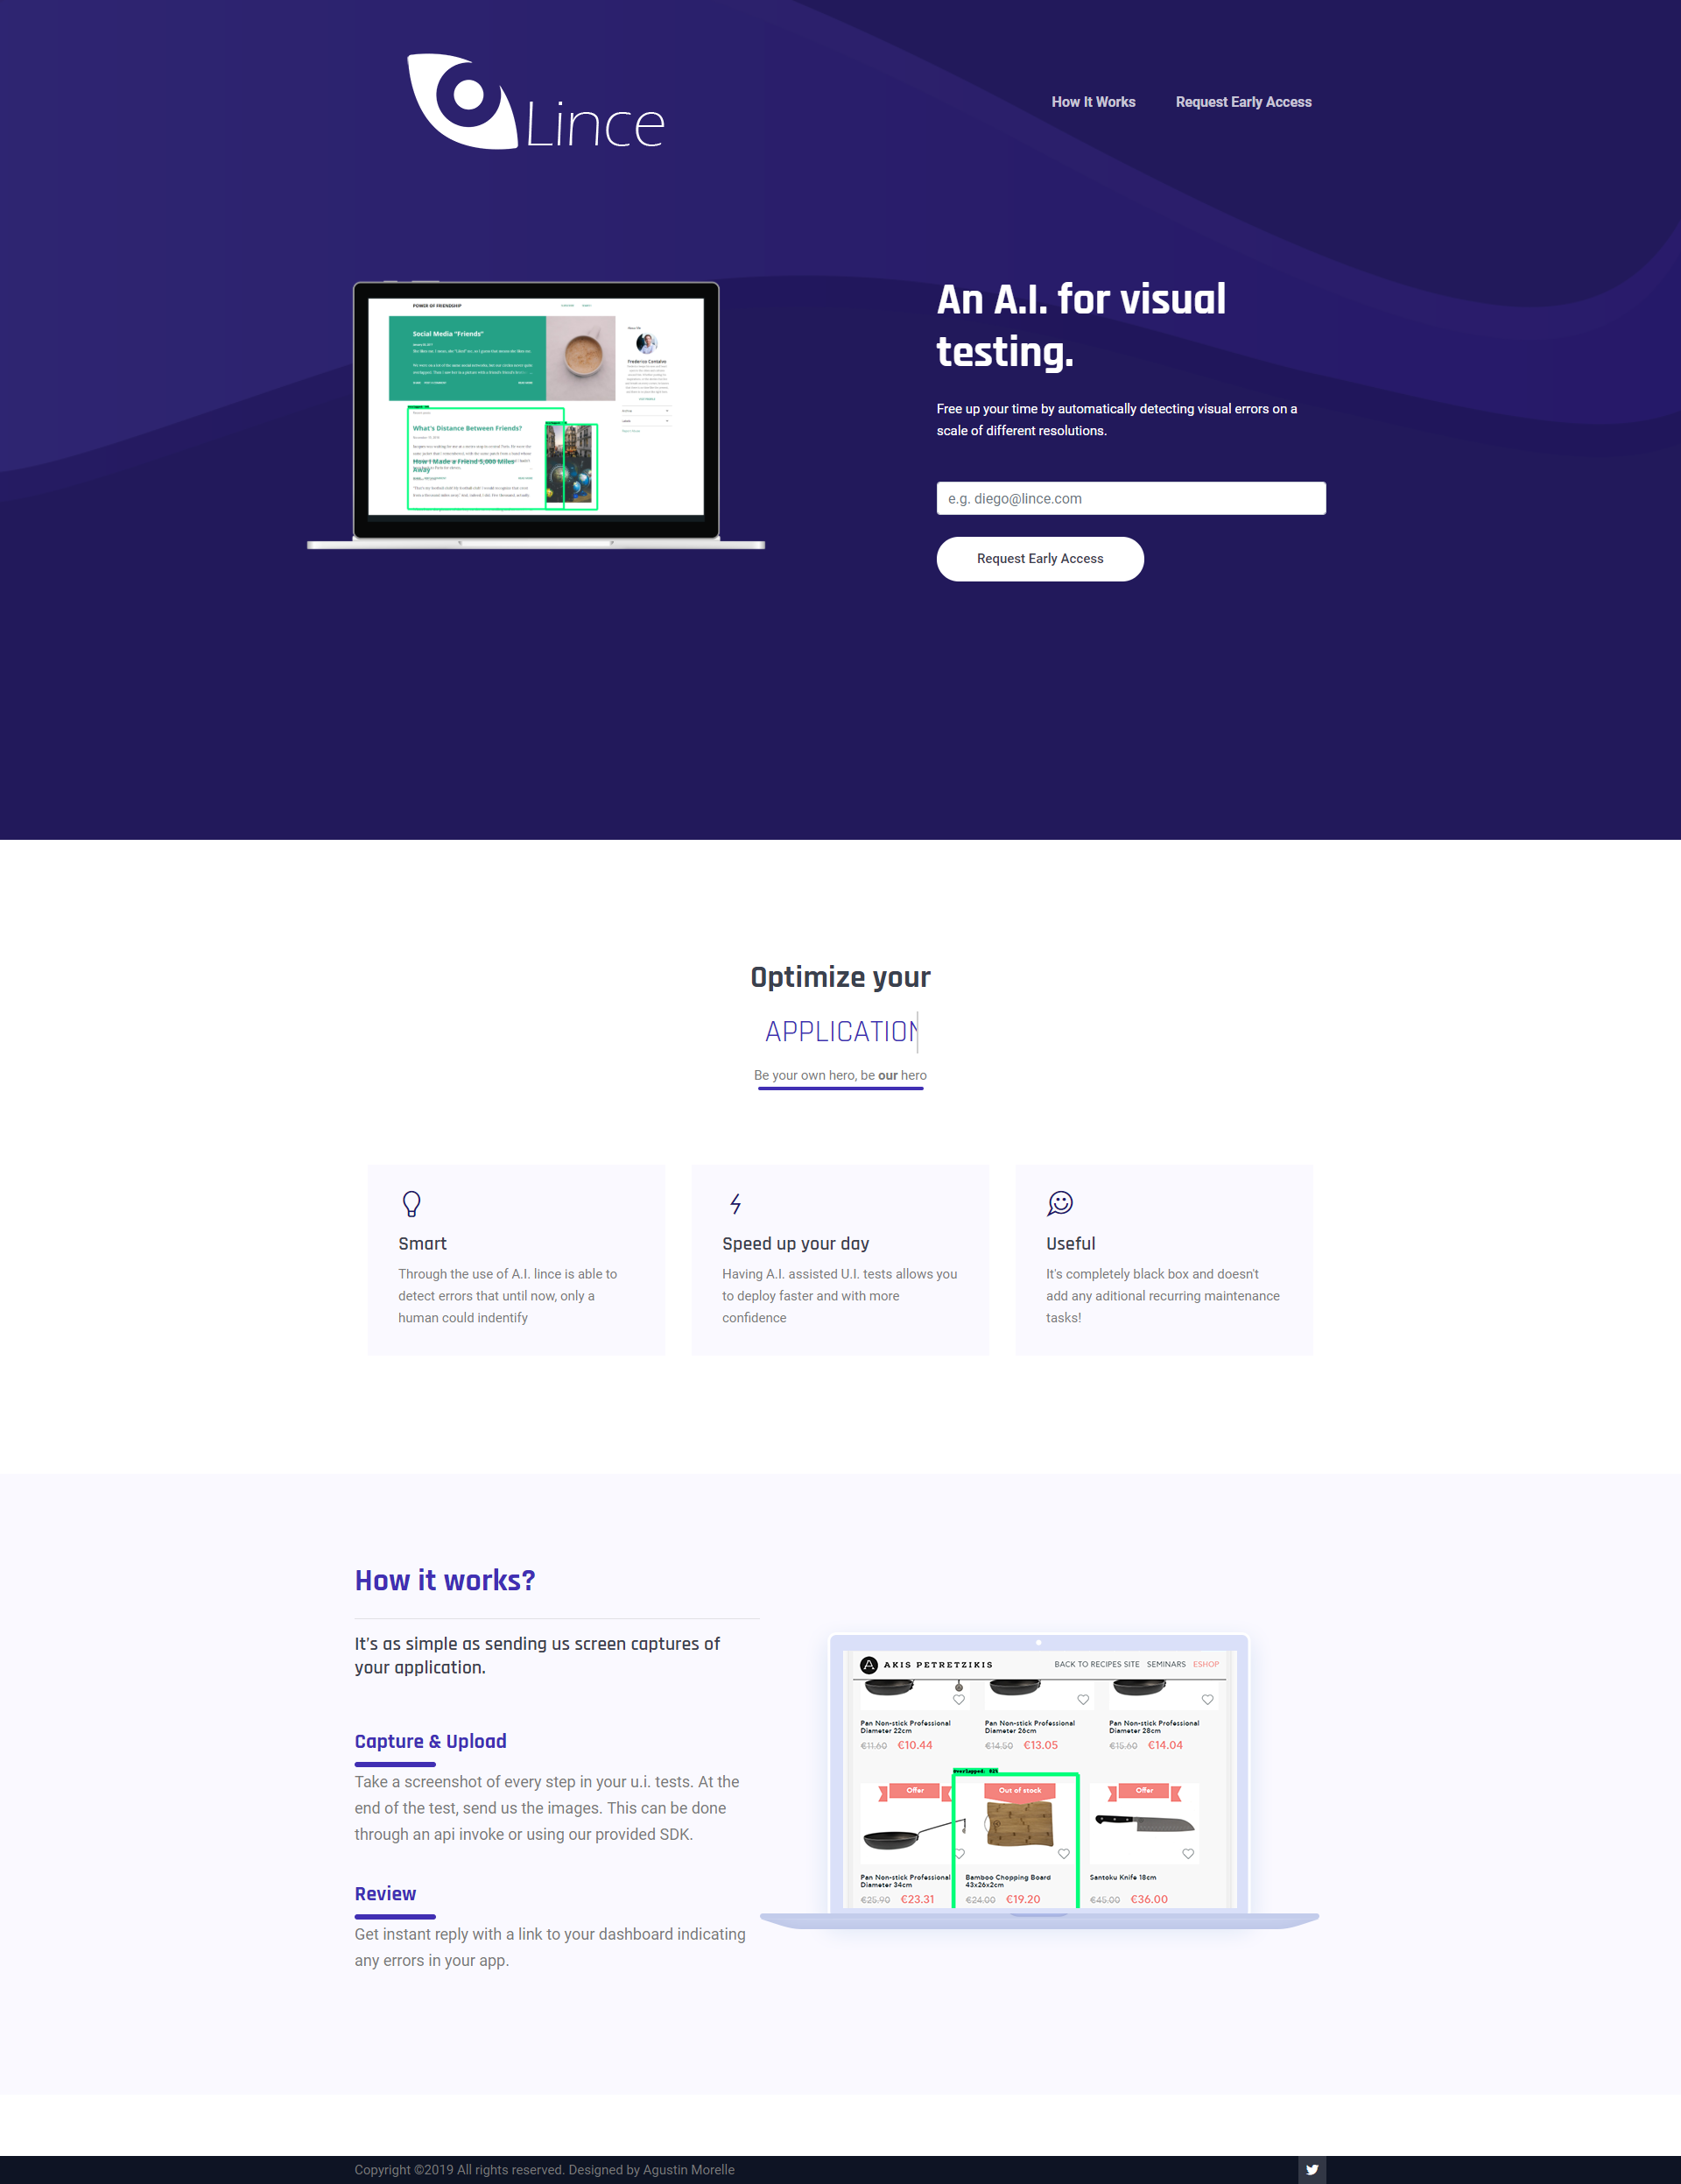 Lince
How It Works
Request Early Access
POWER OF FRIENDSHIP
Social Media "Friends"
Frederico Contalvo
What's Distance Between Friends?
How I Made a Friend 5,000 Miles
Away
An A.I. for visual
testing.
Free up your time by automatically detecting visual errors on a
scale of different resolutions.
e.g. diego@lince.com
Request Early Access
Optimize your
APPLICATION
Be your own hero, be our hero
Smart
Through the use of A.I. lince is able to
detect errors that until now, only a
human could indentify
Speed up your day
Having A.I. assisted U.I. tests allows you
to deploy faster and with more
confidence
Useful
It's completely black box and doesn't
add any aditional recurring maintenance
tasks!
How it works?
It's as simple as sending us screen captures of
your application.
Capture & Upload
Take a screenshot of every step in your u.i. tests. At the
end of the test, send us the images. This can be done
through an api invoke or using our provided SDK.
Review
Get instant reply with a link to your dashboard indicating
any errors in your app.
A AKIS PETRETZIKIS
BACK TO RECIPES SITE SEMINARS ESHOP
Pan Non-stick Professional
Diameter 22cm
€11.60 €10.44
Pan Non-stick Professional
Diameter 26cm
€14.50 €13.05
Pan Non-stick Professional
Diameter 28cm
€15.60 €14.04
Overlapped: 92%
Offer
Pan Non-stick Professional
Diameter 34cm
€25.90 €23.31
Out of stock
Bamboo Chopping Board
43x26x2cm
€24.00 €19.20
Offer
Santoku Knife 18cm
€45.00 €36.00
Copyright ©2019 All rights reserved. Designed by Agustin Morelle